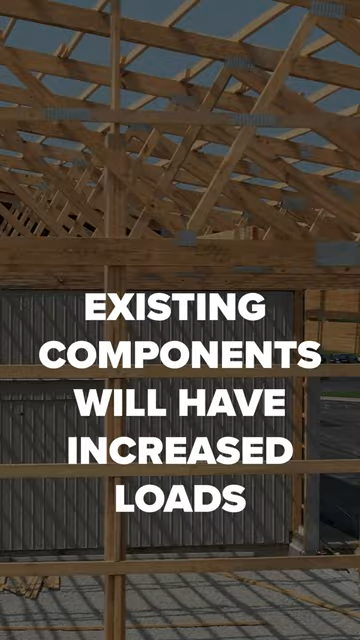 EXISTING
COMPONENTS
WILL HAVE
INCREASED
LOADS